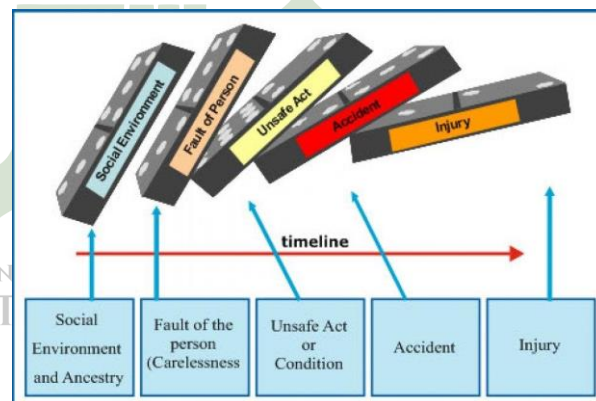 Social Environment
Fault of Person
Unsafe Act
Accident
Injury
timeline
Social
Environment
and Ancestry
Fault of the
person
(Carelessness
Unsafe Act
or
Condition
Accident
Injury